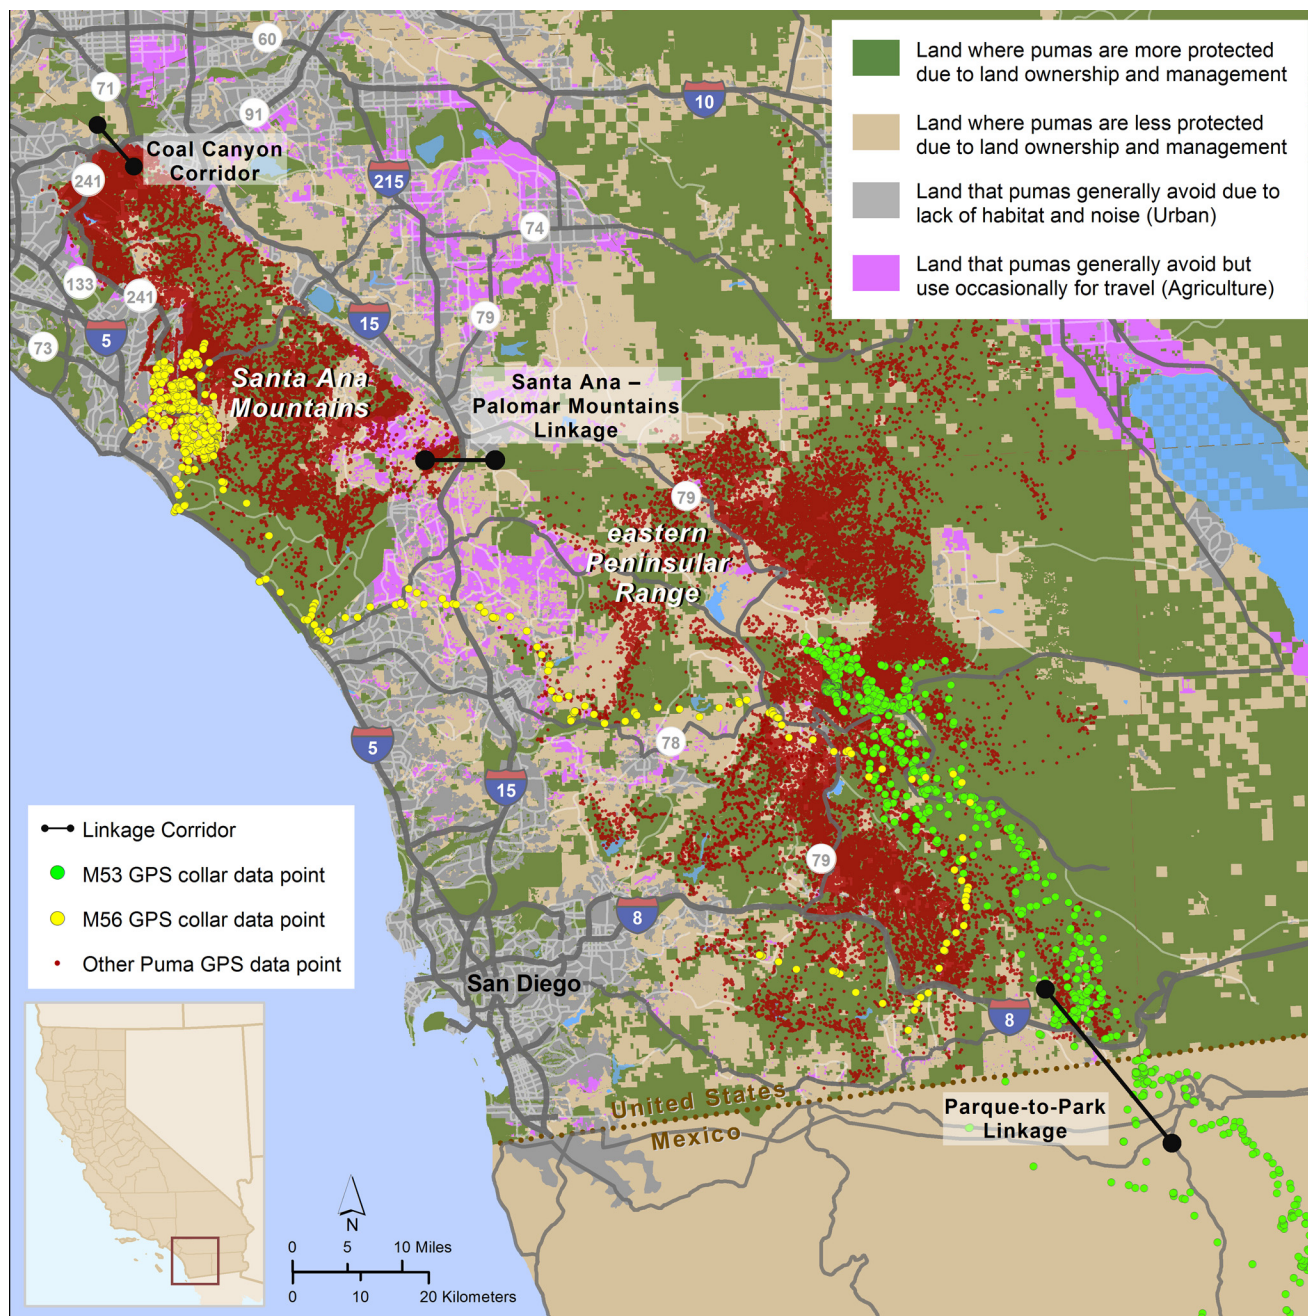 Land where pumas are more protected
due to land ownership and management
Land where pumas are less protected
due to land ownership and management
Land that pumas generally avoid due to
lack of habitat and noise (Urban)
Land that pumas generally avoid but
use occasionally for travel (Agriculture)
60
71
91
10
Coal Canyon
Corridor
241
215
74
133
241
15
79
5
73
Santa Ana
Mountains
Santa Ana –
Palomar Mountains
Linkage
79
eastern
Peninsular
Range
5
78
15
79
8
San Diego
8
Linkage Corridor
M53 GPS collar data point
M56 GPS collar data point
Other Puma GPS data point
United States
Mexico
Parque-to-Park
Linkage
N
0 5 10 Miles
0 10 20 Kilometers